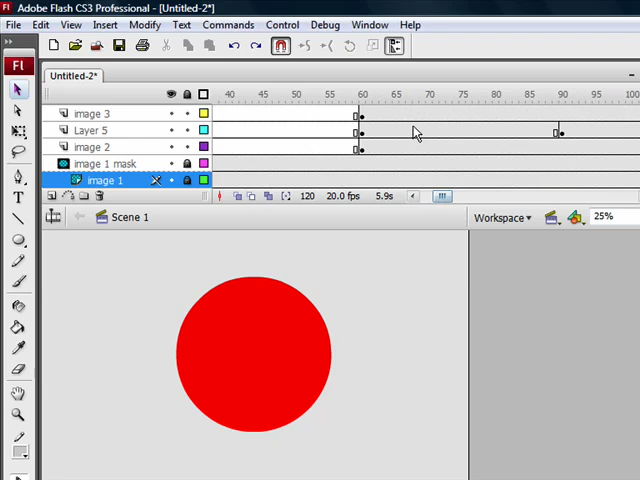 Adobe Flash CS3 Professional - [Untitled-2*]
File Edit View Insert Modify Text Commands Control Debug Window Help
Fl
Untitled-2*
40 45 50 55 60 65 70 75 80 85 90 95 100
image 3
Layer 5
image 2
image 1 mask
image 1
120 20.0 fps 5.9s
Scene 1 Workspace 25%
T